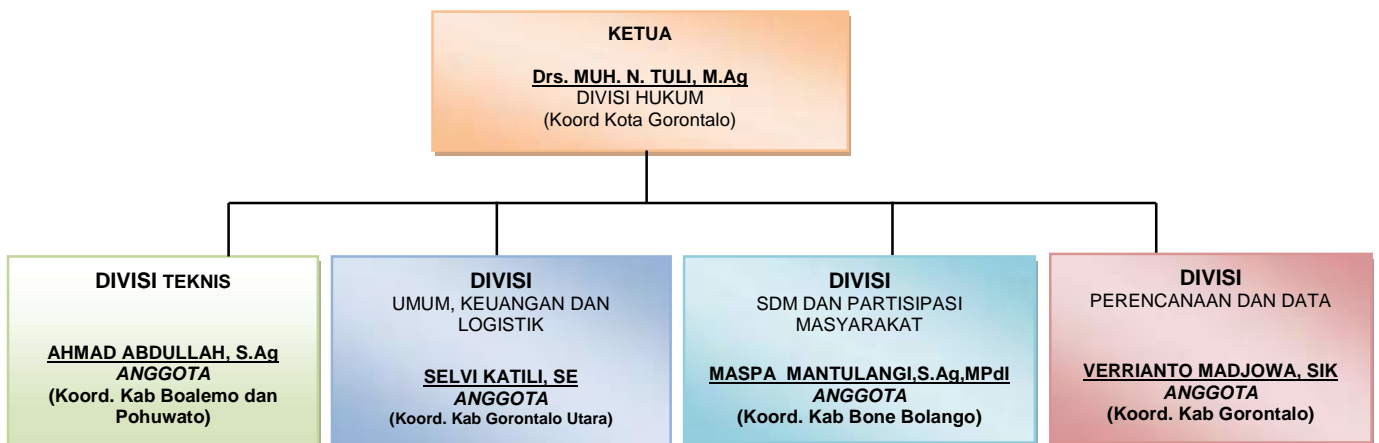 KETUA
Drs. MUH. N. TULI, M.Ag
DIVISI HUKUM
(Koord Kota Gorontalo)
DIVISI TEKNIS
AHMAD ABDULLAH, S.Ag
ANGGOTA
(Koord. Kab Boalemo dan
Pohuwato)
DIVISI
UMUM, KEUANGAN DAN
LOGISTIK
SELVI KATILI, SE
ANGGOTA
(Koord. Kab Gorontalo Utara)
DIVISI
SDM DAN PARTISIPASI
MASYARAKAT
MASPA MANTULANGI,S.Ag,MPdI
ANGGOTA
(Koord. Kab Bone Bolango)
DIVISI
PERENCANAAN DAN DATA
VERRIANTO MADJOWA, SIK
ANGGOTA
(Koord. Kab Gorontalo)